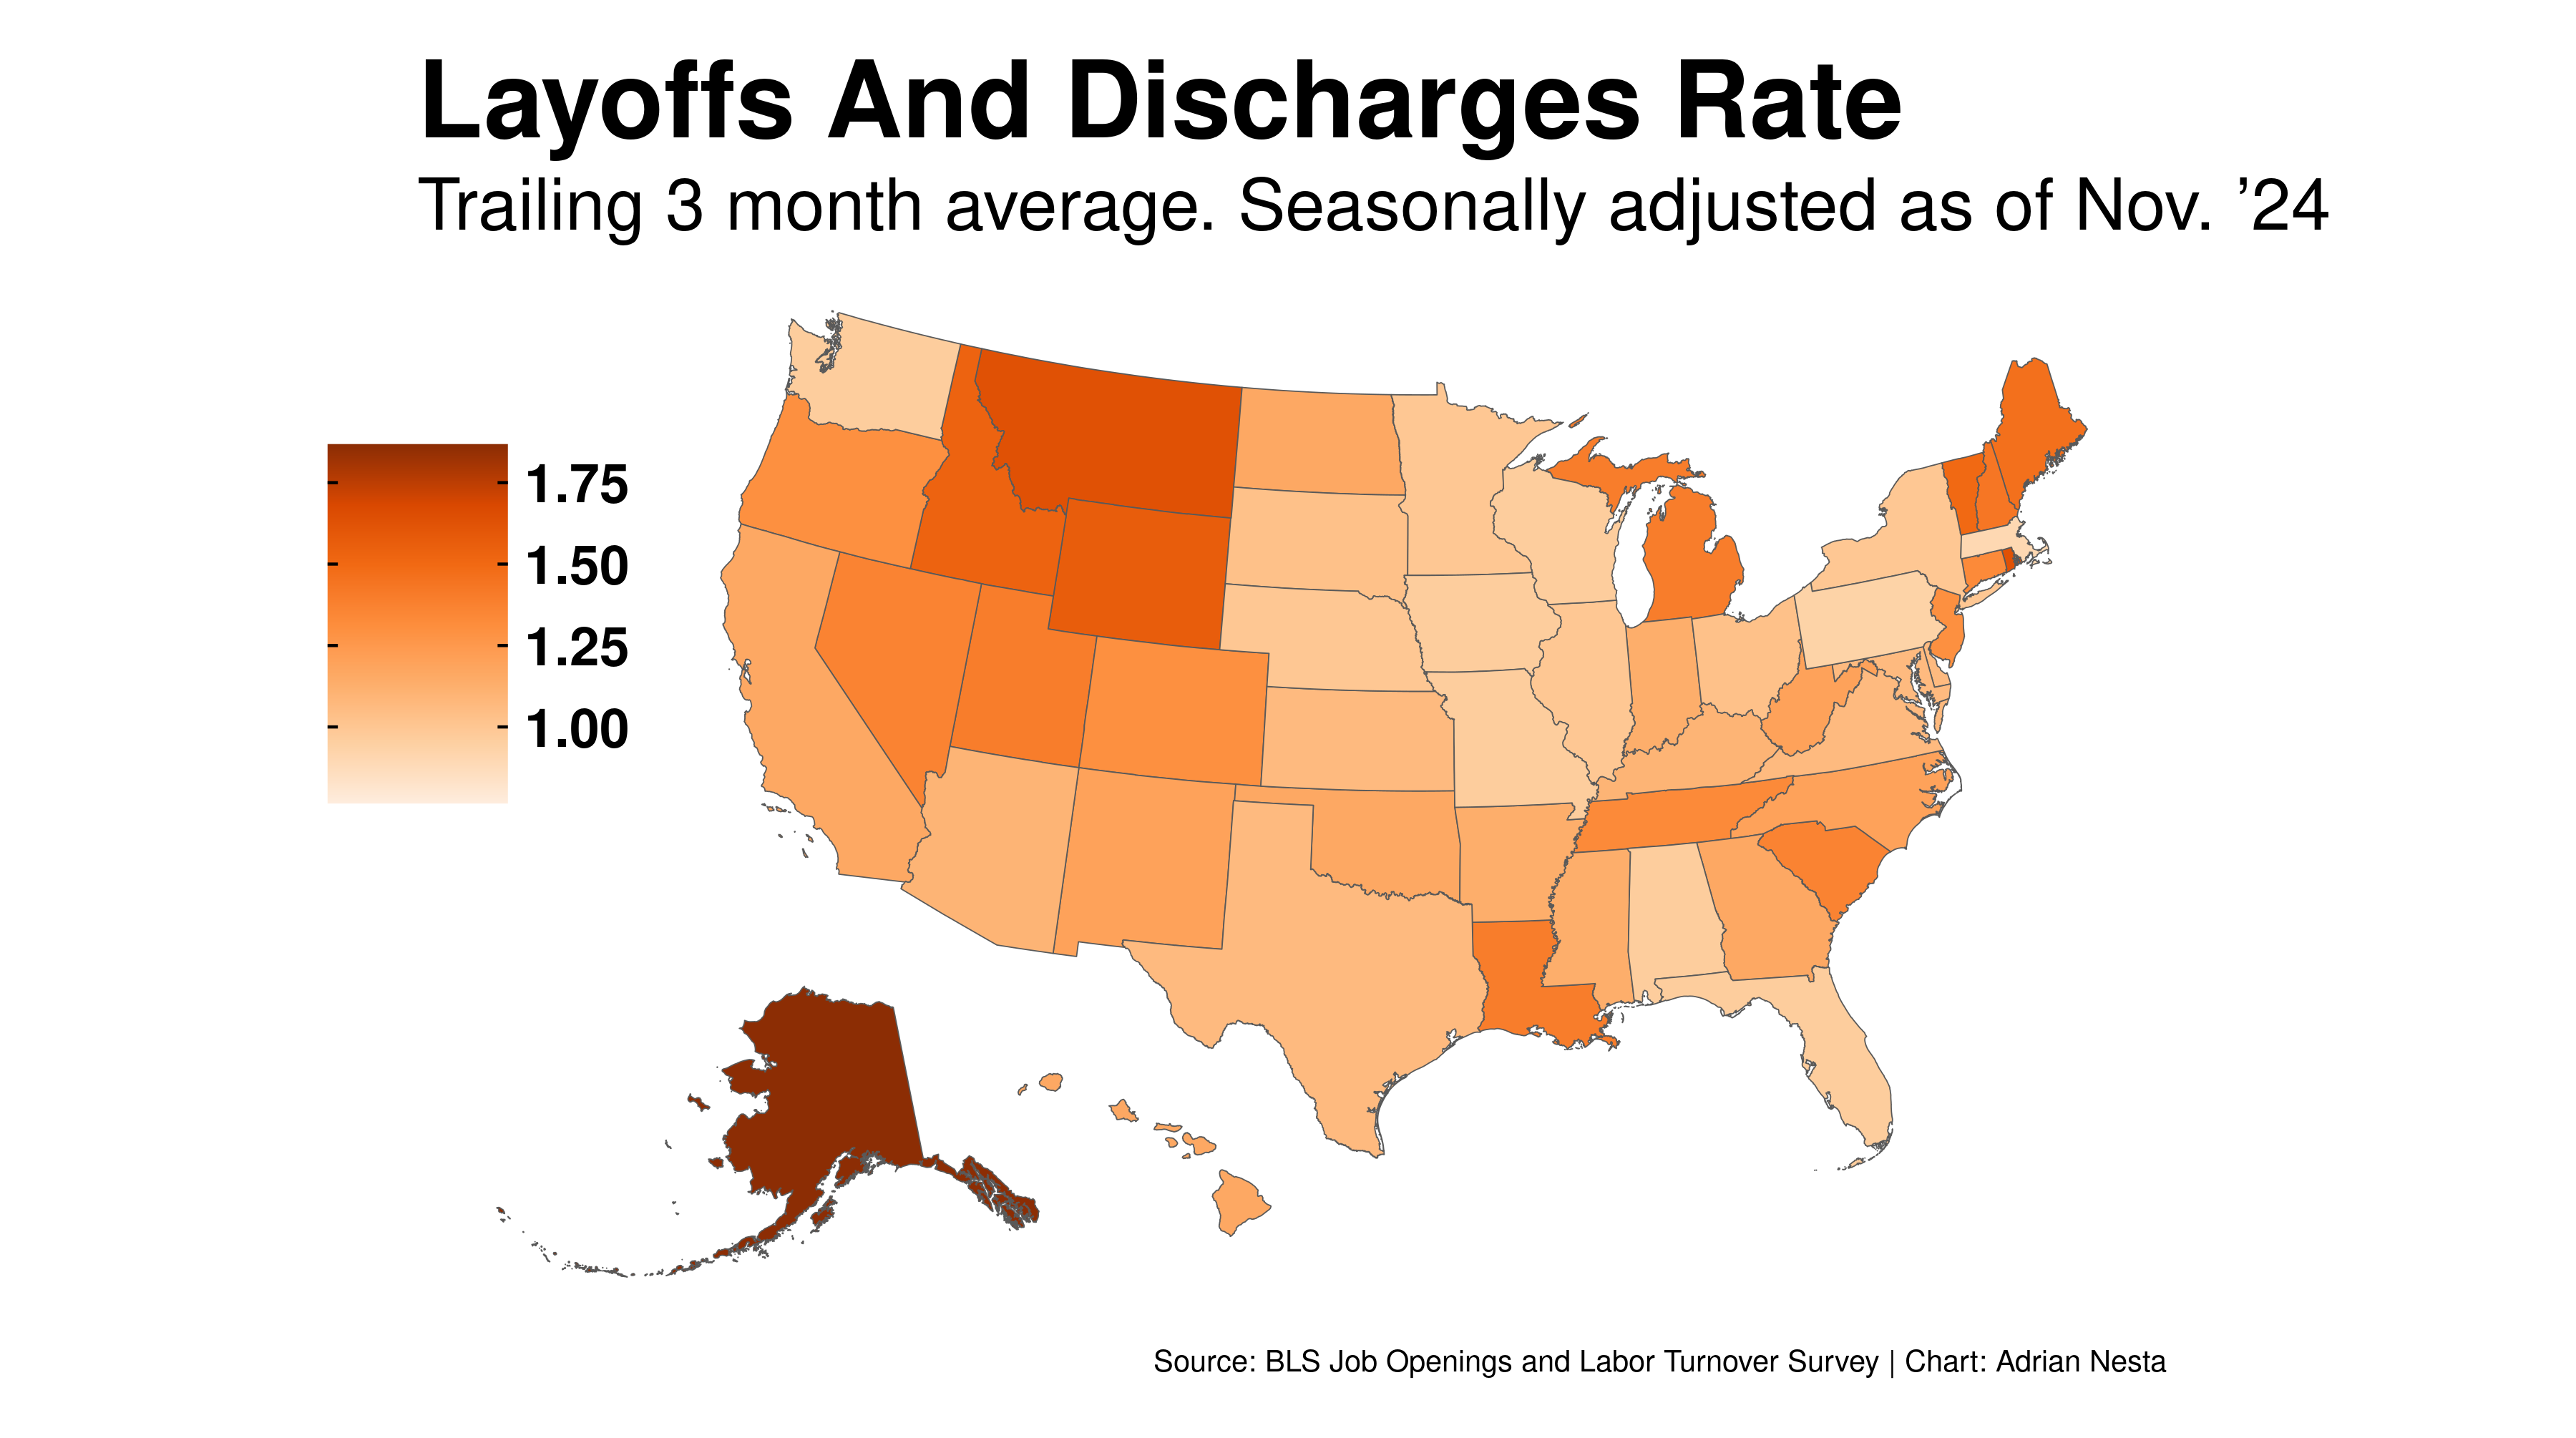 Layoffs And Discharges Rate
Trailing 3 month average. Seasonally adjusted as of Nov. ’24
1.75
1.50
1.25
1.00
Source: BLS Job Openings and Labor Turnover Survey | Chart: Adrian Nesta